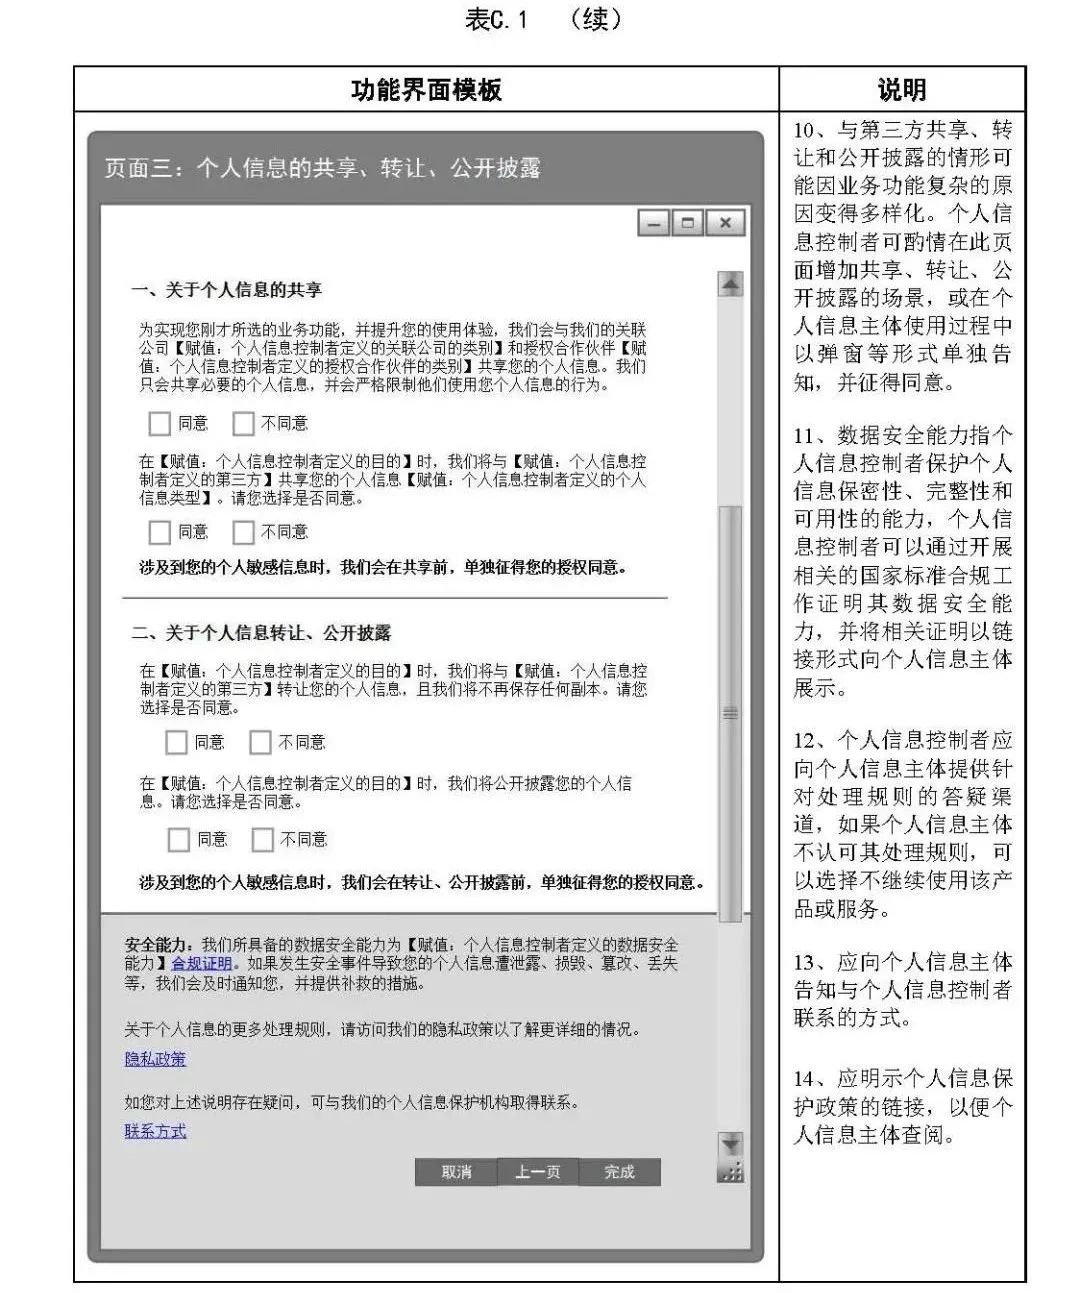 表C.1 （续）
功能界面模板
说明
页面三：个人信息的共享、转让、公开披露
一、关于个人信息的共享
为实现您刚才所选的业务功能，并提升您的使用体验，我们会与我们的关联
公司【赋值：个人信息控制者定义的关联公司的类别】和授权合作伙伴【赋
值：个人信息控制者定义的授权合作伙伴的类别】共享您的个人信息。我们
只会共享必要的个人信息，并会严格限制他们使用您个人信息的行为。
同意 不同意
在【赋值：个人信息控制者定义的目的】时，我们将与【赋值：个人信息控
制者定义的第三方】共享您的个人信息【赋值：个人信息控制者定义的个人
信息类型】。请您选择是否同意。
同意 不同意
涉及到您的个人敏感信息时，我们会在共享前，单独征得您的授权同意。
二、关于个人信息转让、公开披露
在【赋值：个人信息控制者定义的目的】时，我们将与【赋值：个人信息控
制者定义的第三方】转让您的个人信息，且我们将不再保存任何副本。请您
选择是否同意。
同意 不同意
在【赋值：个人信息控制者定义的目的】时，我们将公开披露您的个人信
息。请您选择是否同意。
同意 不同意
涉及到您的个人敏感信息时，我们会在转让、公开披露前，单独征得您的授权同意。
安全能力：我们所具备的数据安全能力为【赋值：个人信息控制者定义的数据安全
能力】合规证明。如果发生安全事件导致您的个人信息遭泄露、损毁、篡改、丢失
等，我们会及时通知您，并提供补救的措施。
关于个人信息的更多处理规则，请访问我们的隐私政策以了解更详细的情况。
隐私政策
如您对上述说明存在疑问，可与我们的个人信息保护机构取得联系。
联系方式
取消 上一页 完成
10、与第三方共享、转
让和公开披露的情形可
能因业务功能复杂的原
因变得多样化。个人信
息控制者可酌情在此页
面增加共享、转让、公
开披露的场景，或在个
人信息主体使用过程中
以弹窗等形式单独告
知，并征得同意。
11、数据安全能力指个
人信息控制者保护个人
信息保密性、完整性和
可用性的能力，个人信
息控制者可以通过开展
相关的国家标准合规工
作证明其数据安全能
力，并将相关证明以链
接形式向个人信息主体
展示。
12、个人信息控制者应
向个人信息主体提供针
对处理规则的答疑渠
道，如果个人信息主体
不认可其处理规则，可
以选择不继续使用该产
品或服务。
13、应向个人信息主体
告知与个人信息控制者
联系的方式。
14、应明示个人信息保
护政策的链接，以便个
人信息主体查阅。